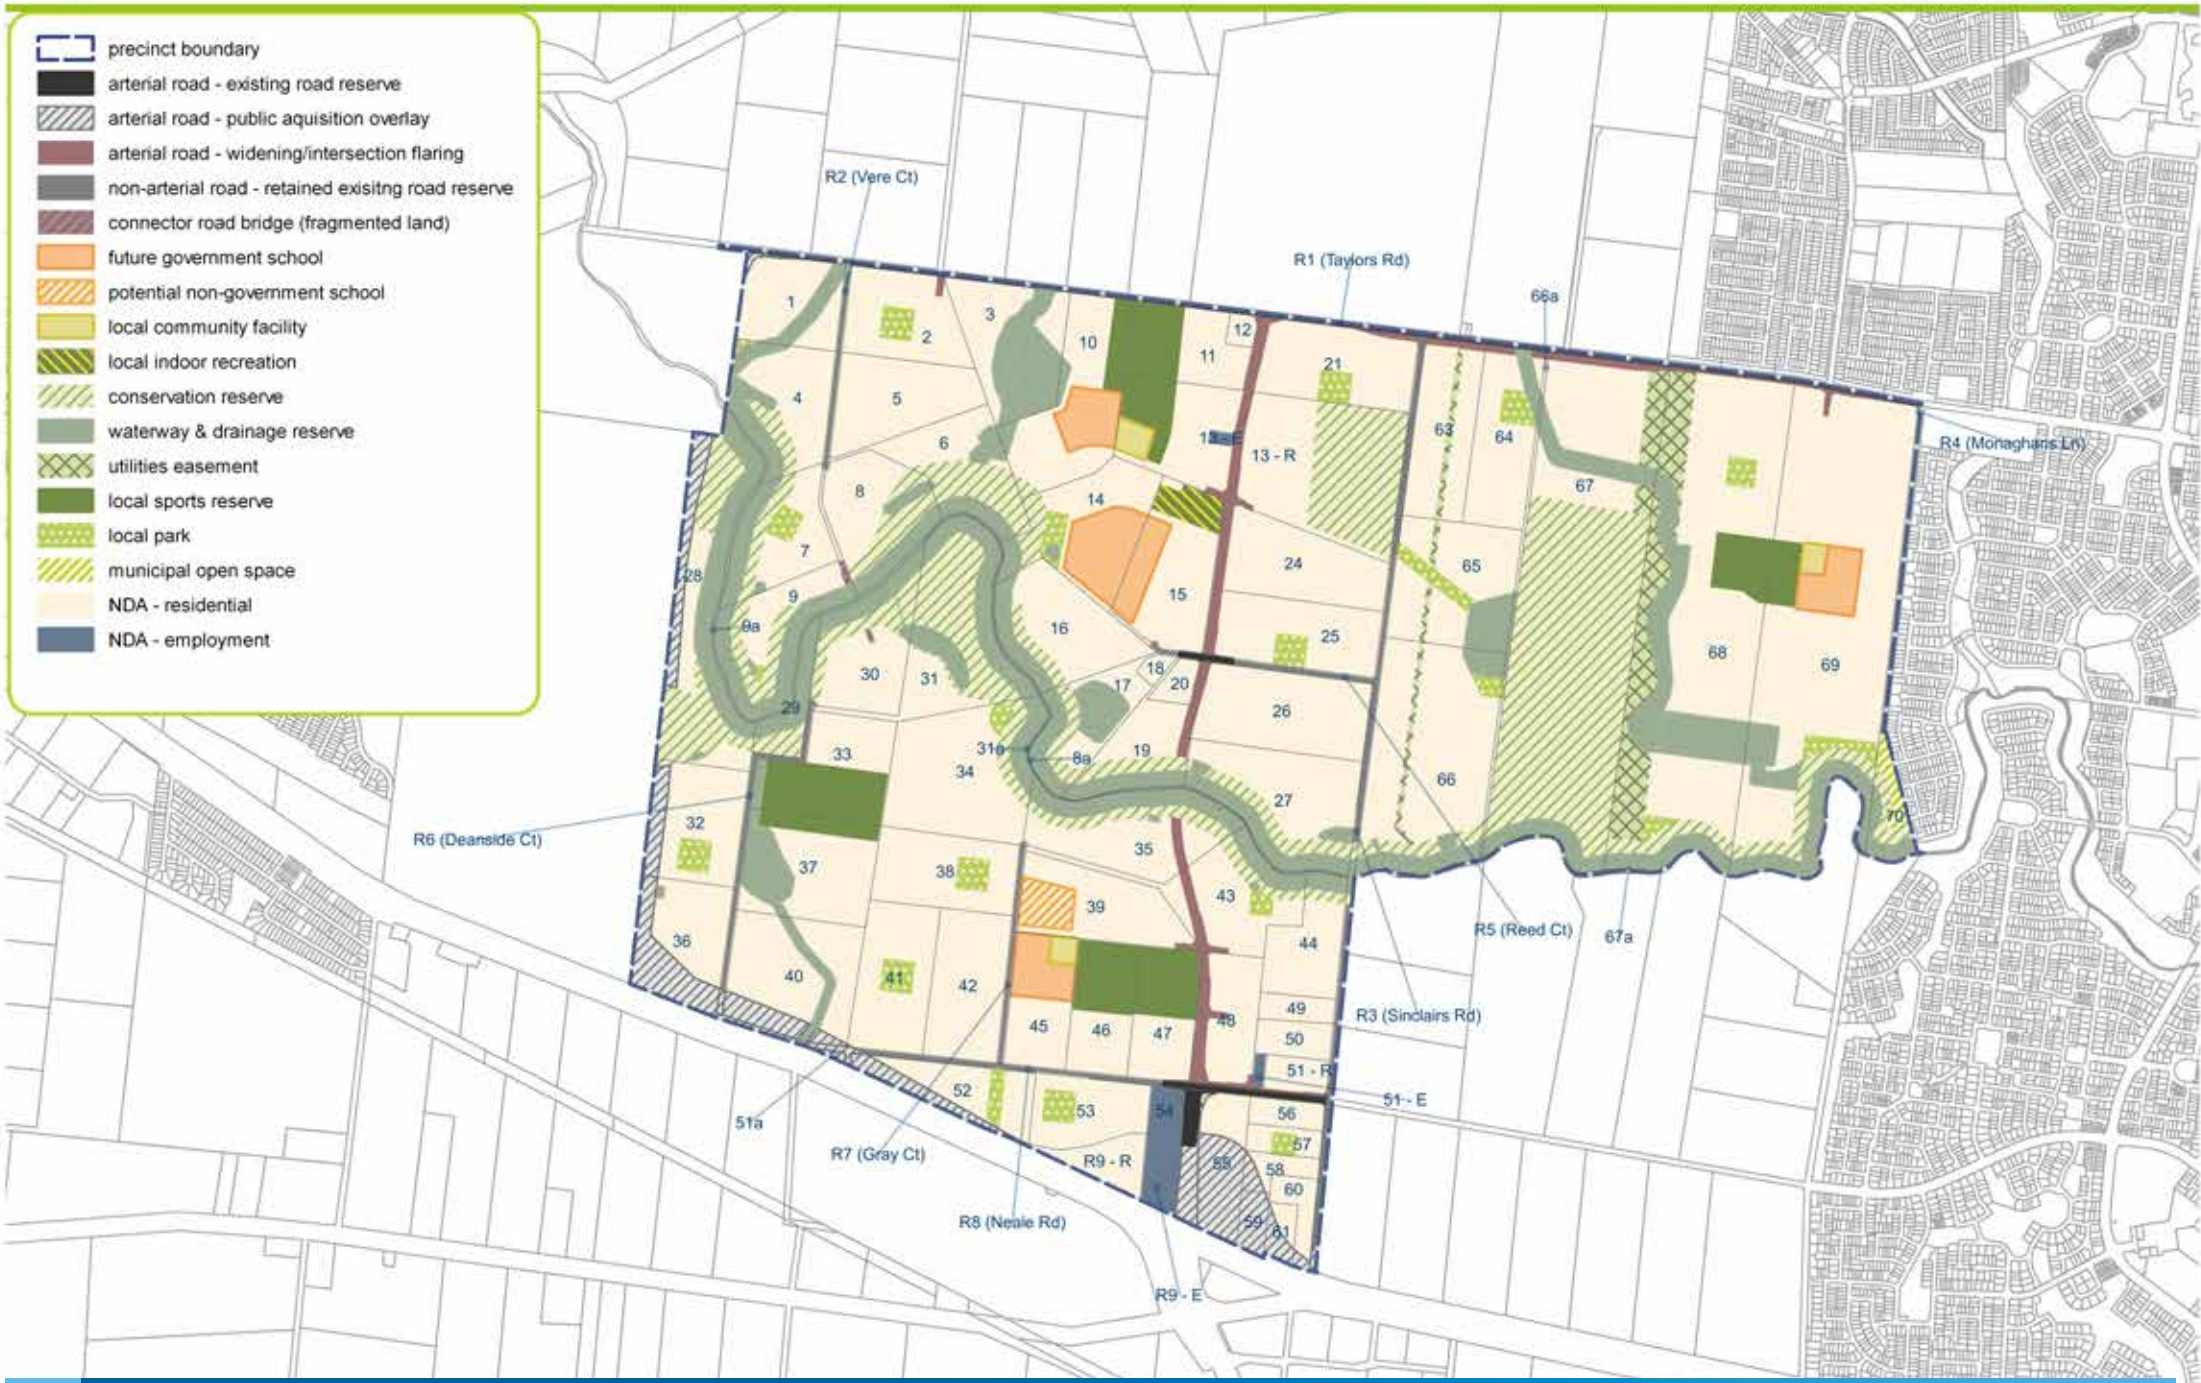 precinct boundary
arterial road - existing road reserve
arterial road - public aquisition overlay
arterial road - widening/intersection flaring
non-arterial road - retained exisitng road reserve
connector road bridge (fragmented land)
future government school
potential non-government school
local community facility
local indoor recreation
conservation reserve
waterway & drainage reserve
utilities easement
local sports reserve
local park
municipal open space
NDA - residential
NDA - employment
R2 (Vere Ct)
R1 (Taylors Rd)
66a
1
2
3
10
11
12
21
4
5
6
13 - E
13 - R
63
64
R4 (Monaghans Ln)
8
14
67
7
24
65
28
9
15
9a
16
25
68
69
30
31
18
17
20
29
26
31a
8a
19
33
34
27
66
32
35
70
R6 (Deanside Ct)
37
38
39
43
36
44
R5 (Reed Ct)
67a
40
41
42
45
46
47
48
49
50
R3 (Sinclairs Rd)
51 - R
51 - E
52
53
54
56
51a
57
R7 (Gray Ct)
R9 - R
55
58
60
R8 (Neale Rd)
59
61
R9 - E